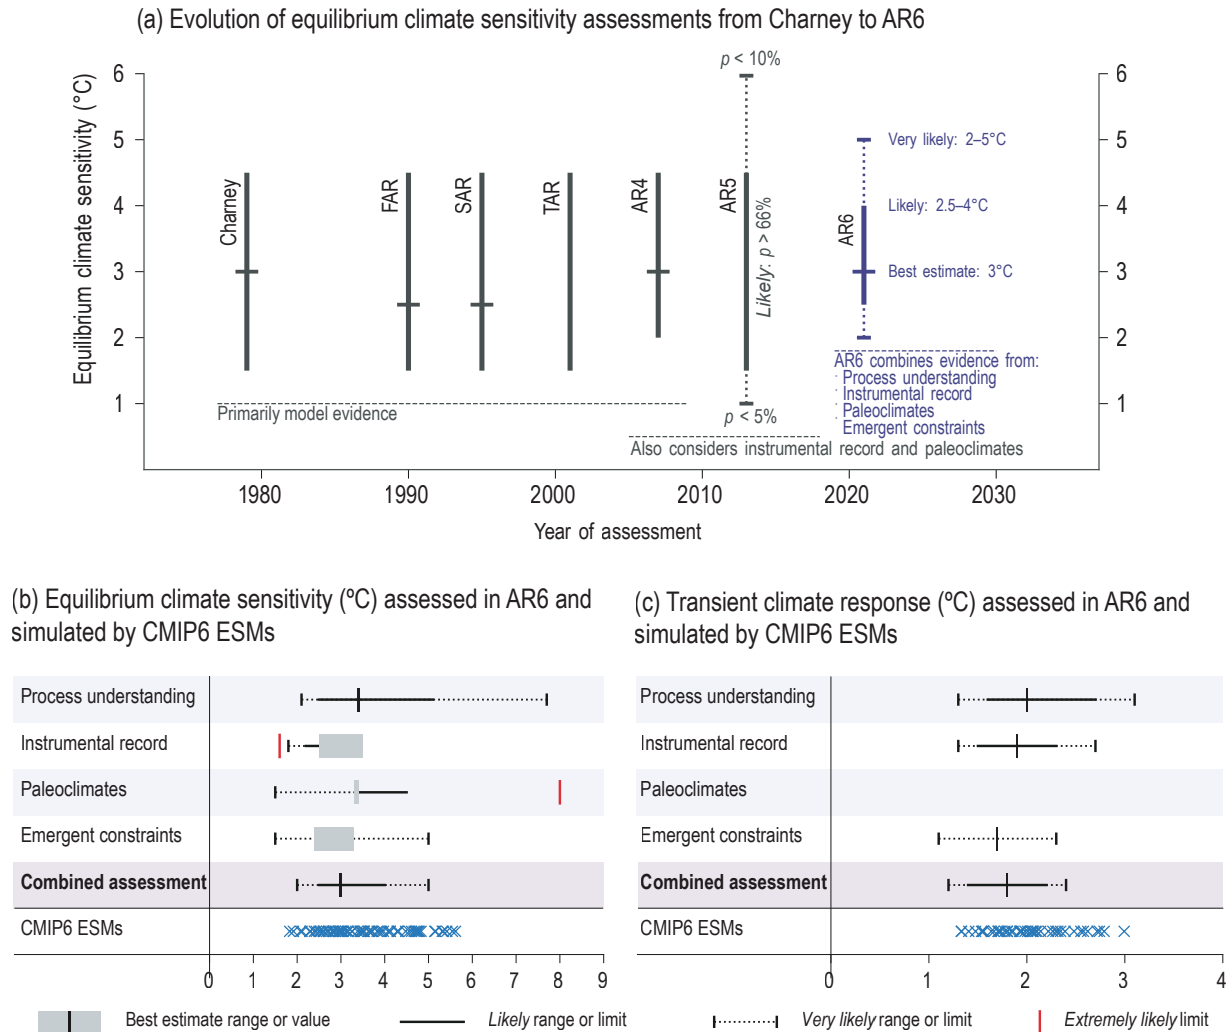 (a) Evolution of equilibrium climate sensitivity assessments from Charney to AR6
Equilibrium climate sensitivity (°C)
6
5
4
3
2
1
Charney
FAR
SAR
TAR
AR4
AR5
AR6
p < 10%
Likely: p > 66%
p < 5%
Very likely: 2–5°C
Likely: 2.5–4°C
Best estimate: 3°C
6
5
4
3
2
1
Primarily model evidence
AR6 combines evidence from:
Process understanding
Instrumental record
Paleoclimates
Emergent constraints
Also considers instrumental record and paleoclimates
1980 1990 2000 2010 2020 2030
Year of assessment
(b) Equilibrium climate sensitivity (ºC) assessed in AR6 and
simulated by CMIP6 ESMs
Process understanding
Instrumental record
Paleoclimates
Emergent constraints
Combined assessment
CMIP6 ESMs
0 1 2 3 4 5 6 7 8 9
(c) Transient climate response (ºC) assessed in AR6 and
simulated by CMIP6 ESMs
Process understanding
Instrumental record
Paleoclimates
Emergent constraints
Combined assessment
CMIP6 ESMs
0 1 2 3 4
Best estimate range or value
Likely range or limit
Very likely range or limit
Extremely likely limit